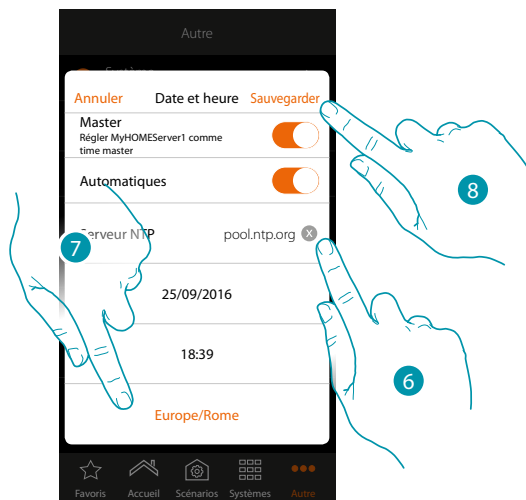 Autre
Système
Annuler Date et heure Sauvegarder
Master
Régler MyHOMEServer1 comme
time master
Automatiques
8
Serveur NTP pool.ntp.org X
7
25/09/2016
18:39
6
Europe/Rome
Favoris Accueil Scénarios Systèmes Autre